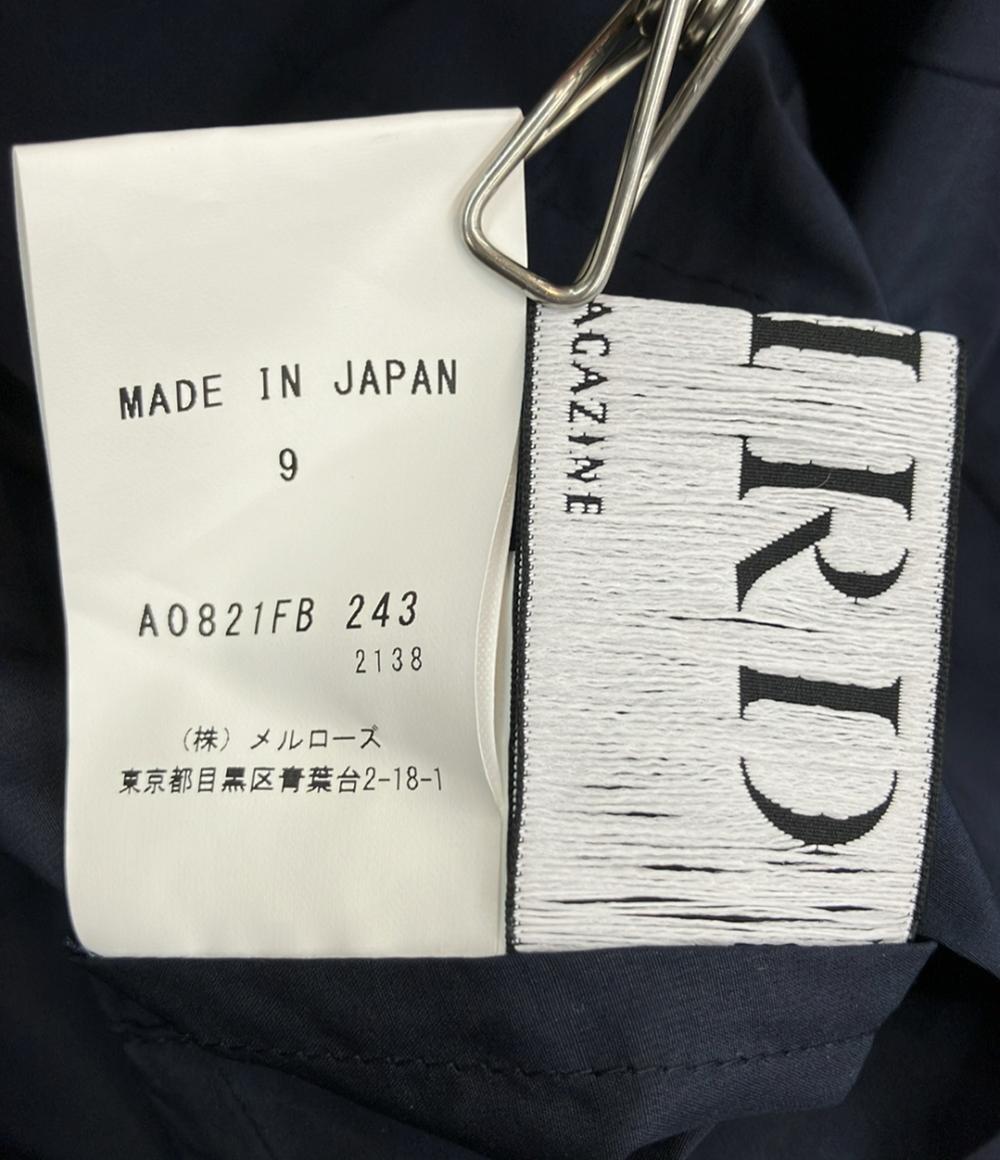 MADE IN JAPAN
9
A0821FB 243
2138
(株) メルローズ
東京都目黒区青葉台2-18-1
IRD
AGAZINE